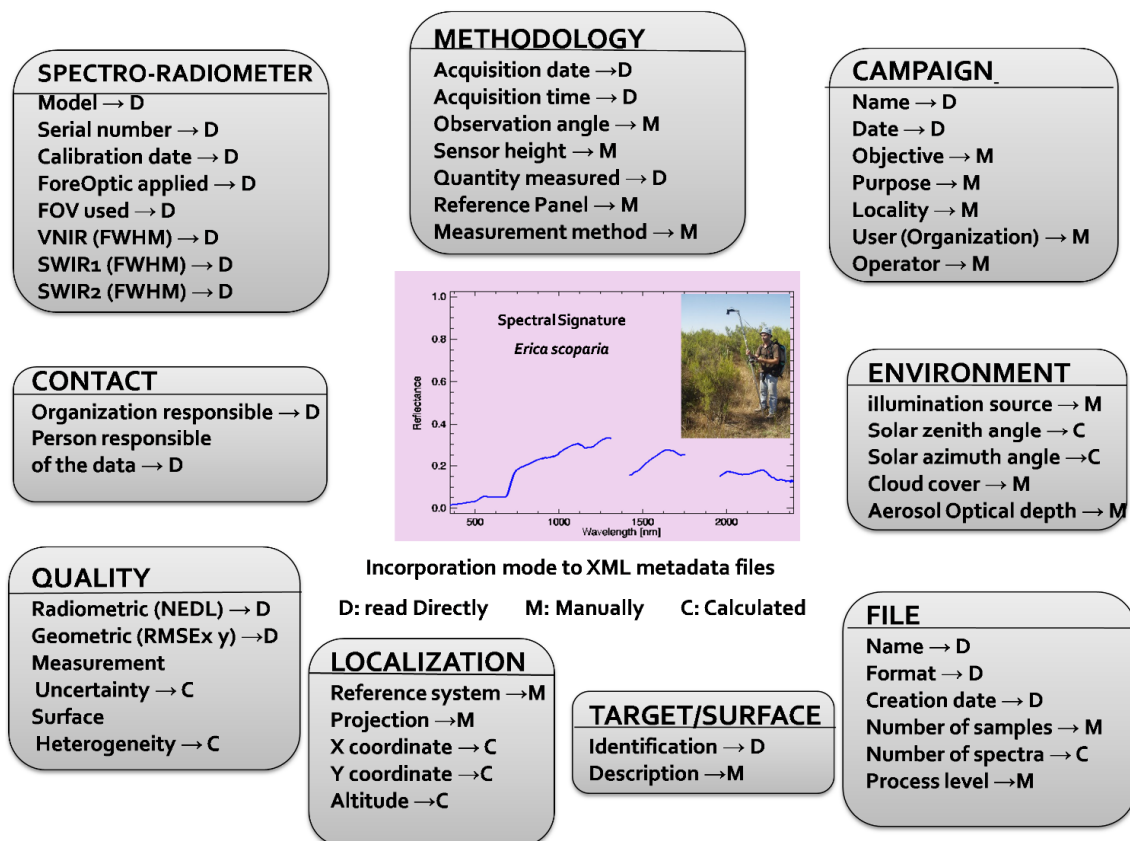 SPECTRO-RADIOMETER
Model → D
Serial number → D
Calibration date → D
ForeOptic applied → D
FOV used → D
VNIR (FWHM) → D
SWIR1 (FWHM) → D
SWIR2 (FWHM) → D
METHODOLOGY
Acquisition date →D
Acquisition time → D
Observation angle → M
Sensor height → M
Quantity measured → D
Reference Panel → M
Measurement method → M
CAMPAIGN
Name → D
Date → D
Objective → M
Purpose → M
Locality → M
User (Organization) → M
Operator → M
CONTACT
Organization responsible → D
Person responsible
of the data → D
Spectral Signature
Erica scoparia
Reflectance
1.0
0.8
0.6
0.4
0.2
0.0
500
1000
1500
2000
Wavelength [nm]
ENVIRONMENT
illumination source → M
Solar zenith angle → C
Solar azimuth angle →C
Cloud cover → M
Aerosol Optical depth → M
Incorporation mode to XML metadata files
D: read Directly M: Manually C: Calculated
QUALITY
Radiometric (NEDL) → D
Geometric (RMSEx y) →D
Measurement
Uncertainty → C
Surface
Heterogeneity → C
LOCALIZATION
Reference system →M
Projection →M
X coordinate → C
Y coordinate →C
Altitude →C
TARGET/SURFACE
Identification → D
Description →M
FILE
Name → D
Format → D
Creation date → D
Number of samples → M
Number of spectra → C
Process level →M